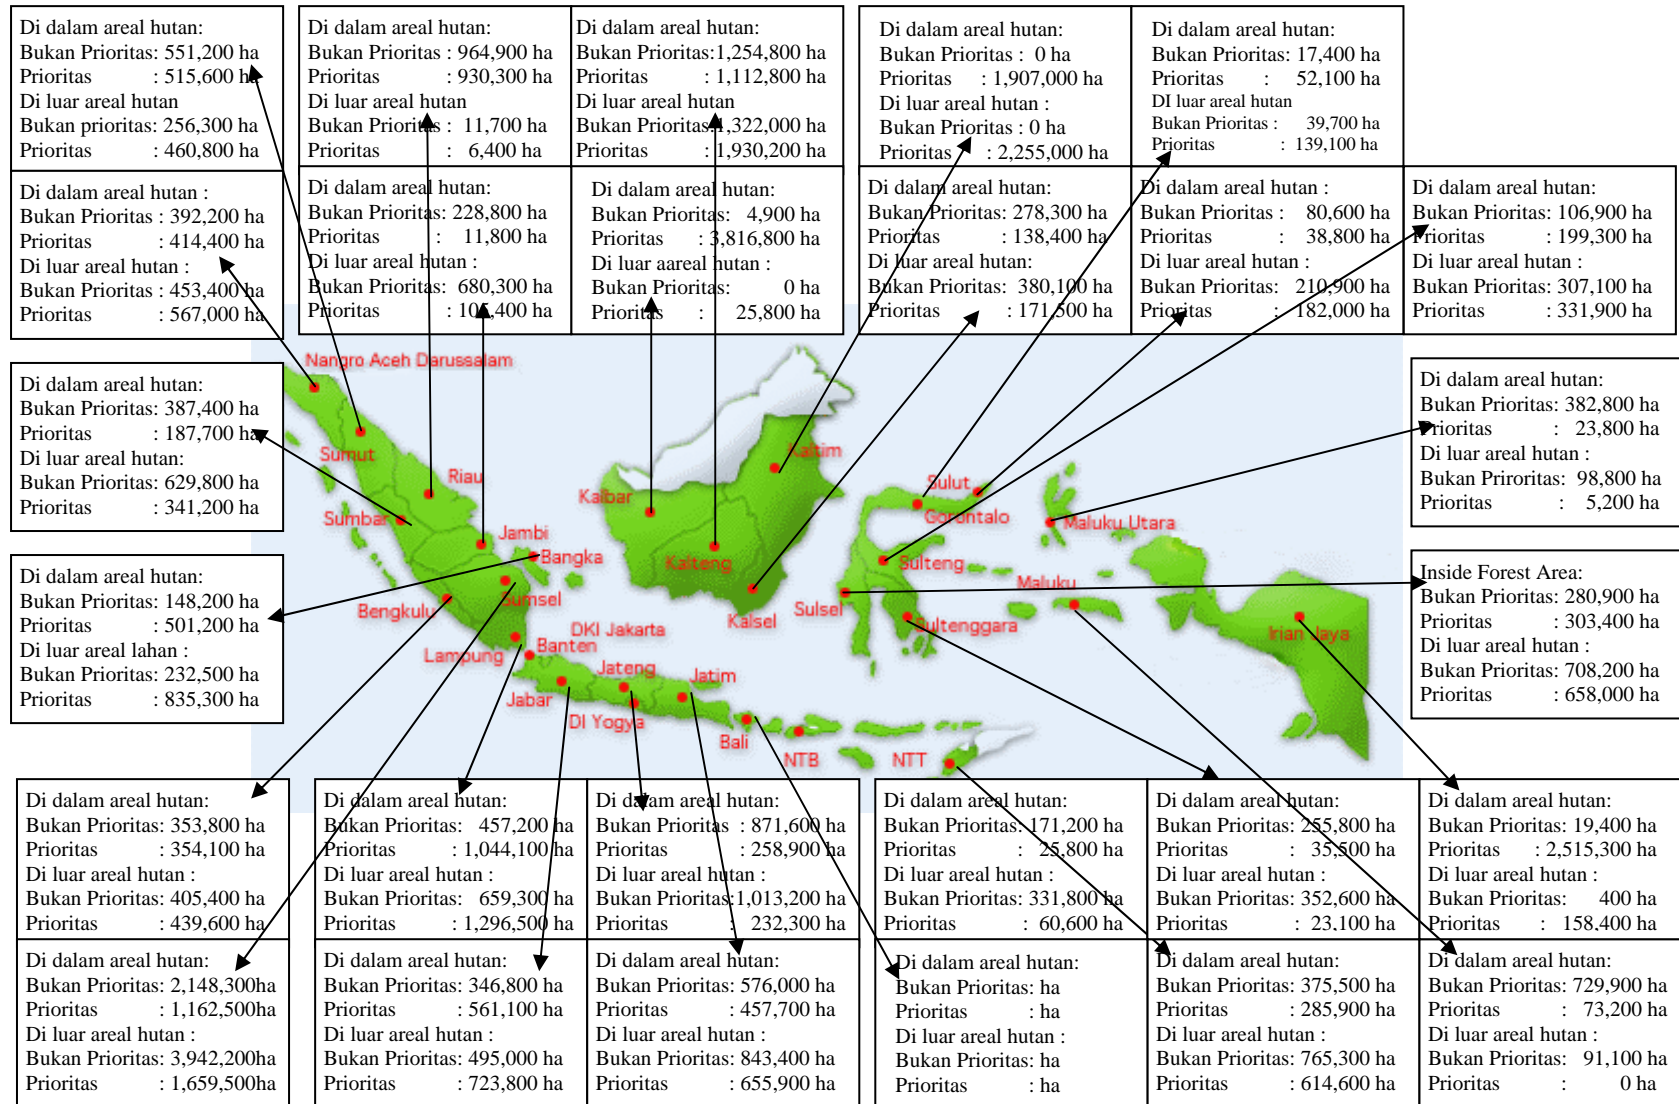 Di dalam areal hutan:
Bukan Prioritas: 551,200 ha
Prioritas : 515,600 ha
Di luar areal hutan
Bukan prioritas: 256,300 ha
Prioritas : 460,800 ha
Di dalam areal hutan:
Bukan Prioritas : 964,900 ha
Prioritas : 930,300 ha
Di luar areal hutan
Bukan Prioritas : 11,700 ha
Prioritas : 6,400 ha
Di dalam areal hutan:
Bukan Prioritas:1,254,800 ha
Prioritas : 1,112,800 ha
Di luar areal hutan
Bukan Prioritas:1,322,000 ha
Prioritas : 1,930,200 ha
Di dalam areal hutan:
Bukan Prioritas : 0 ha
Prioritas : 1,907,000 ha
Di luar areal hutan :
Bukan Prioritas : 0 ha
Prioritas : 2,255,000 ha
Di dalam areal hutan:
Bukan Prioritas: 17,400 ha
Prioritas : 52,100 ha
DI luar areal hutan
Bukan Prioritas : 39,700 ha
Prioritas : 139,100 ha
Di dalam areal hutan :
Bukan Prioritas : 392,200 ha
Prioritas : 414,400 ha
Di luar areal hutan :
Bukan Prioritas : 453,400 ha
Prioritas : 567,000 ha
Di dalam areal hutan:
Bukan Prioritas: 228,800 ha
Prioritas : 11,800 ha
Di luar areal hutan :
Bukan Prioritas: 680,300 ha
Prioritas : 105,400 ha
Di dalam areal hutan:
Bukan Prioritas: 4,900 ha
Prioritas : 3,816,800 ha
Di luar aareal hutan :
Bukan Prioritas: 0 ha
Prioritas : 25,800 ha
Di dalam areal hutan:
Bukan Prioritas: 278,300 ha
Prioritas : 138,400 ha
Di luar areal hutan:
Bukan Prioritas: 380,100 ha
Prioritas : 171,500 ha
Di dalam areal hutan :
Bukan Prioritas : 80,600 ha
Prioritas : 38,800 ha
Di luar areal hutan :
Bukan Prioritas: 210,900 ha
Prioritas : 182,000 ha
Di dalam areal hutan:
Bukan Prioritas: 106,900 ha
Prioritas : 199,300 ha
Di luar areal hutan :
Bukan Prioritas: 307,100 ha
Prioritas : 331,900 ha
Di dalam areal hutan:
Bukan Prioritas: 387,400 ha
Prioritas : 187,700 ha
Di luar areal hutan:
Bukan Prioritas: 629,800 ha
Prioritas : 341,200 ha
Di dalam areal hutan:
Bukan Prioritas: 382,800 ha
Prioritas : 23,800 ha
Di luar areal hutan :
Bukan Priroritas: 98,800 ha
Prioritas : 5,200 ha
Di dalam areal hutan:
Bukan Prioritas: 148,200 ha
Prioritas : 501,200 ha
Di luar areal lahan :
Bukan Prioritas: 232,500 ha
Prioritas : 835,300 ha
Inside Forest Area:
Bukan Prioritas: 280,900 ha
Prioritas : 303,400 ha
Di luar areal hutan :
Bukan Prioritas: 708,200 ha
Prioritas : 658,000 ha
Nangro Aceh Darussalam
Sumut
Riau
Sumbar
Jambi
Bangka
Sumsel
Bengkulu
Lampung
Banten
DKI Jakarta
Jateng
Jatim
Jabar
DI Yogya
Bali
NTB
NTT
Kalbar
Kaltim
Kalteng
Kalsel
Sulut
Gorontalo
Sulteng
Sulsel
Sultenggara
Maluku Utara
Maluku
Irian Jaya
Di dalam areal hutan:
Bukan Prioritas: 353,800 ha
Prioritas : 354,100 ha
Di luar areal hutan :
Bukan Prioritas: 405,400 ha
Prioritas : 439,600 ha
Di dalam areal hutan:
Bukan Prioritas: 457,200 ha
Prioritas : 1,044,100 ha
Di luar areal hutan :
Bukan Prioritas: 659,300 ha
Prioritas : 1,296,500 ha
Di dalam areal hutan:
Bukan Prioritas : 871,600 ha
Prioritas : 258,900 ha
Di luar areal hutan :
Bukan Prioritas:1,013,200 ha
Prioritas : 232,300 ha
Di dalam areal hutan:
Bukan Prioritas: 171,200 ha
Prioritas : 25,800 ha
Di luar areal hutan :
Bukan Prioritas: 331,800 ha
Prioritas : 60,600 ha
Di dalam areal hutan:
Bukan Prioritas: 255,800 ha
Prioritas : 35,500 ha
Di luar areal hutan :
Bukan Prioritas: 352,600 ha
Prioritas : 23,100 ha
Di dalam areal hutan:
Bukan Prioritas: 19,400 ha
Prioritas : 2,515,300 ha
Di luar areal hutan :
Bukan Prioritas: 400 ha
Prioritas : 158,400 ha
Di dalam areal hutan:
Bukan Prioritas: 2,148,300ha
Prioritas : 1,162,500ha
Di luar areal hutan :
Bukan Prioritas: 3,942,200ha
Prioritas : 1,659,500ha
Di dalam areal hutan:
Bukan Prioritas: 346,800 ha
Prioritas : 561,100 ha
Di luar areal hutan :
Bukan Prioritas: 495,000 ha
Prioritas : 723,800 ha
Di dalam areal hutan:
Bukan Prioritas: 576,000 ha
Prioritas : 457,700 ha
Di luar areal hutan :
Bukan Prioritas: 843,400 ha
Prioritas : 655,900 ha
Di dalam areal hutan:
Bukan Prioritas: ha
Prioritas : ha
Di luar areal hutan :
Bukan Prioritas: ha
Prioritas : ha
Di dalam areal hutan:
Bukan Prioritas: 375,500 ha
Prioritas : 285,900 ha
Di luar areal hutan :
Bukan Prioritas: 765,300 ha
Prioritas : 614,600 ha
Di dalam areal hutan:
Bukan Prioritas: 729,900 ha
Prioritas : 73,200 ha
Di luar areal hutan :
Bukan Prioritas: 91,100 ha
Prioritas : 0 ha